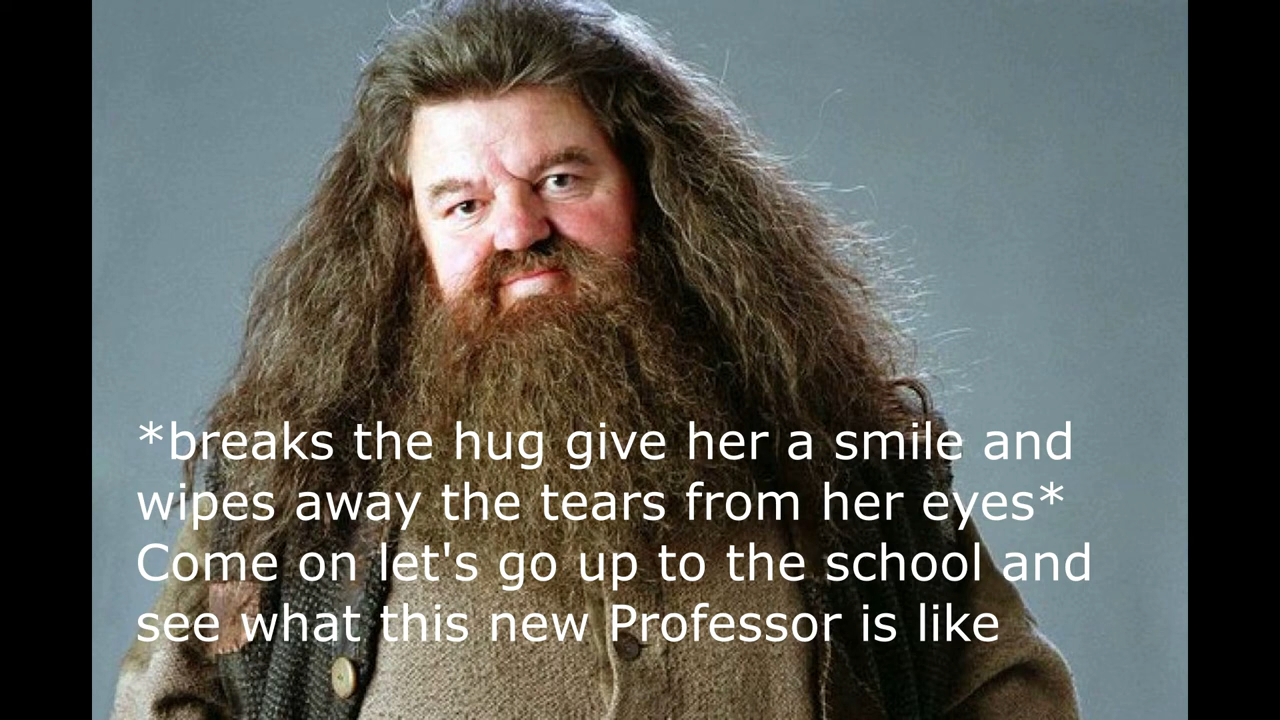 *breaks the hug give her a smile and
wipes away the tears from her eyes*
Come on let's go up to the school and
see what this new Professor is like